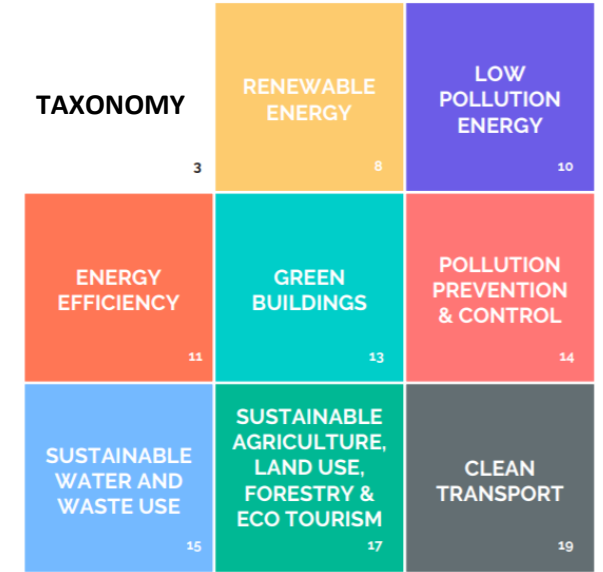 TAXONOMY
3
RENEWABLE
ENERGY
8
LOW
POLLUTION
ENERGY
10
ENERGY
EFFICIENCY
11
GREEN
BUILDINGS
13
POLLUTION
PREVENTION
& CONTROL
14
SUSTAINABLE
WATER AND
WASTE USE
15
SUSTAINABLE
AGRICULTURE,
LAND USE,
FORESTRY &
ECO TOURISM
17
CLEAN
TRANSPORT
19